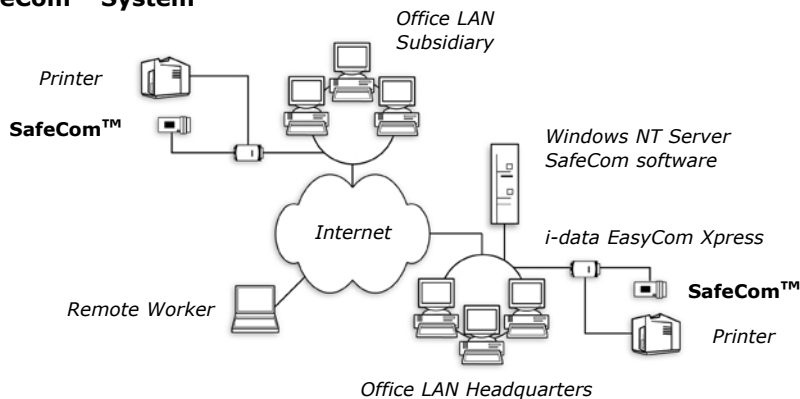 System
Office LAN
Subsidiary
Printer
SafeCom™
Windows NT Server
SafeCom software
Internet
i-data EasyCom Xpress
SafeCom™
Remote Worker
Printer
Office LAN Headquarters